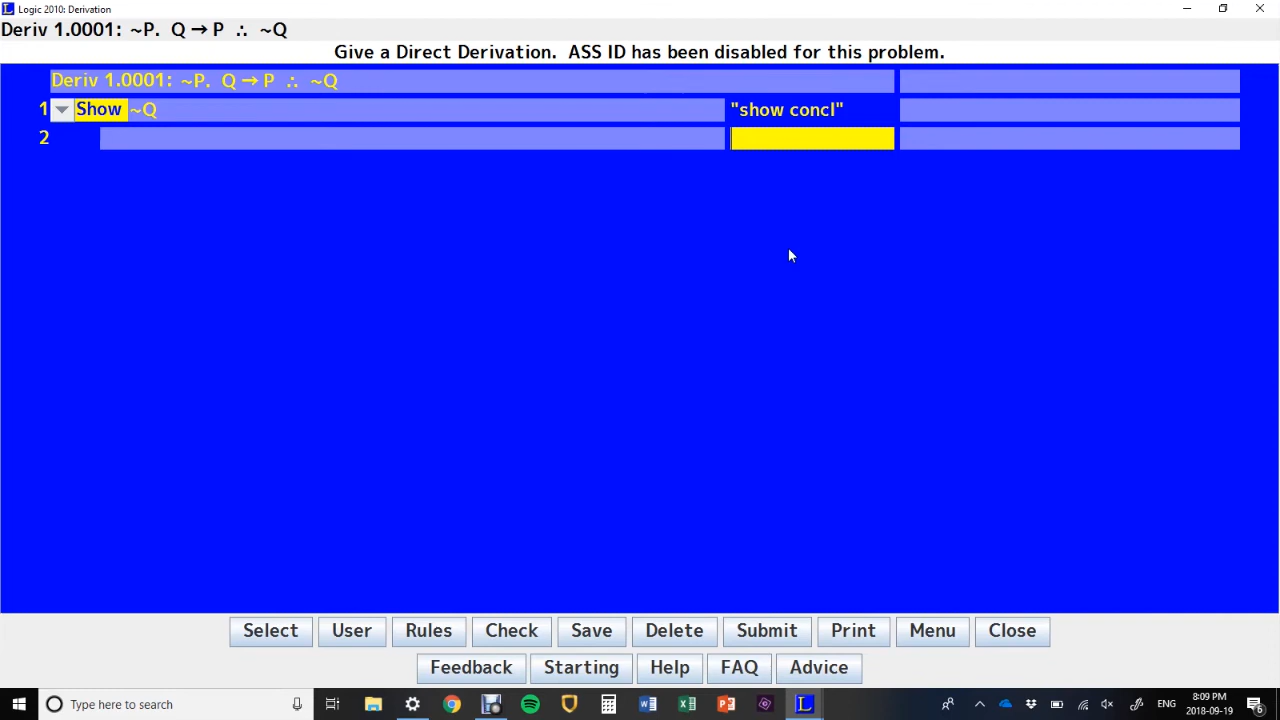 Logic 2010: Derivation
Deriv 1.0001: ~P. Q → P ∴ ~Q
Give a Direct Derivation. ASS ID has been disabled for this problem.
Deriv 1.0001: ~P. Q → P ∴ ~Q
1 Show ~Q "show concl"
2
Select User Rules Check Save Delete Submit Print Menu Close
Feedback Starting Help FAQ Advice
Type here to search ENG 8:09 PM
2018-09-19 6